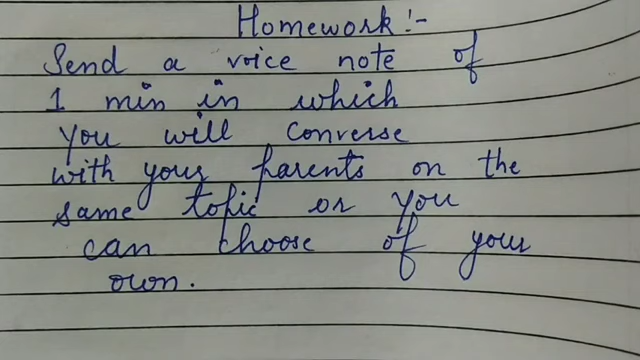 Homework:-
Send a voice note of
1 min in which
you will converse
with your parents on the
same topic or you
can choose of your
own.